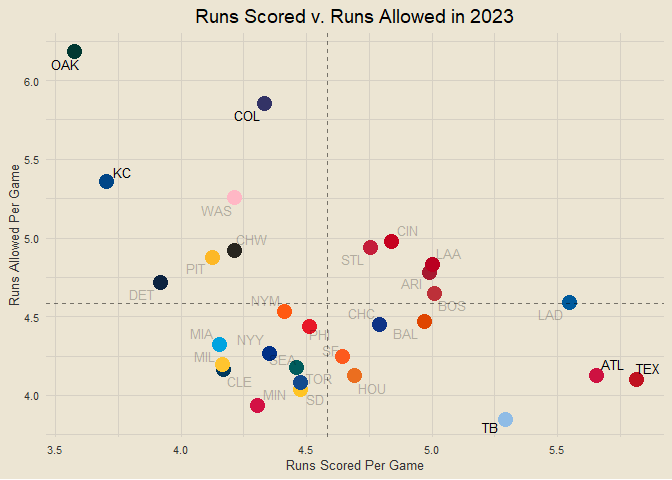 Runs Scored v. Runs Allowed in 2023
OAK
6.0
COL
5.5
KC
WAS
Runs Allowed Per Game
5.0
CHW
CIN
STL
LAA
PIT
ARI
DET
NYM
BOS
4.5
CHC
LAD
MIA
NYY
PHI
BAL
MIL
SEA
SF
CLE
TOR
HOU
ATL
TEX
4.0
MIN
SD
TB
3.5 4.0 4.5 5.0 5.5
Runs Scored Per Game